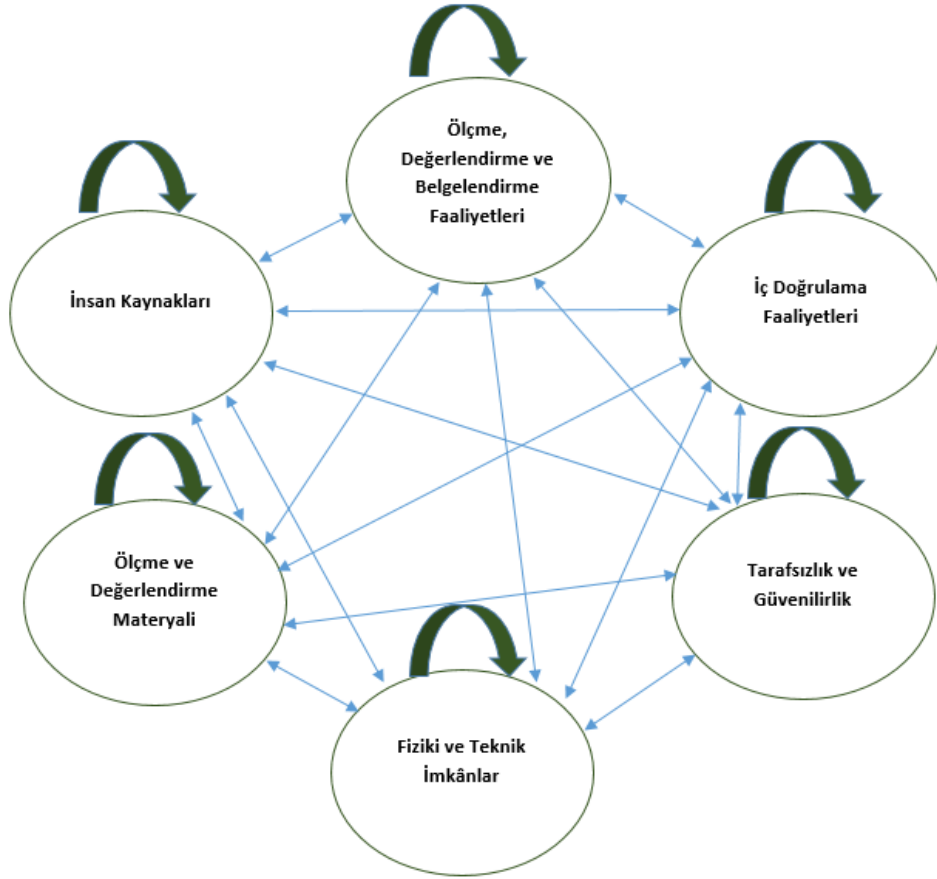 Ölçme,
Değerlendirme ve
Belgelendirme
Faaliyetleri
İnsan Kaynakları
İç Doğrulama
Faaliyetleri
Ölçme ve
Değerlendirme
Materyali
Tarafsızlık ve
Güvenilirlik
Fiziki ve Teknik
İmkânlar